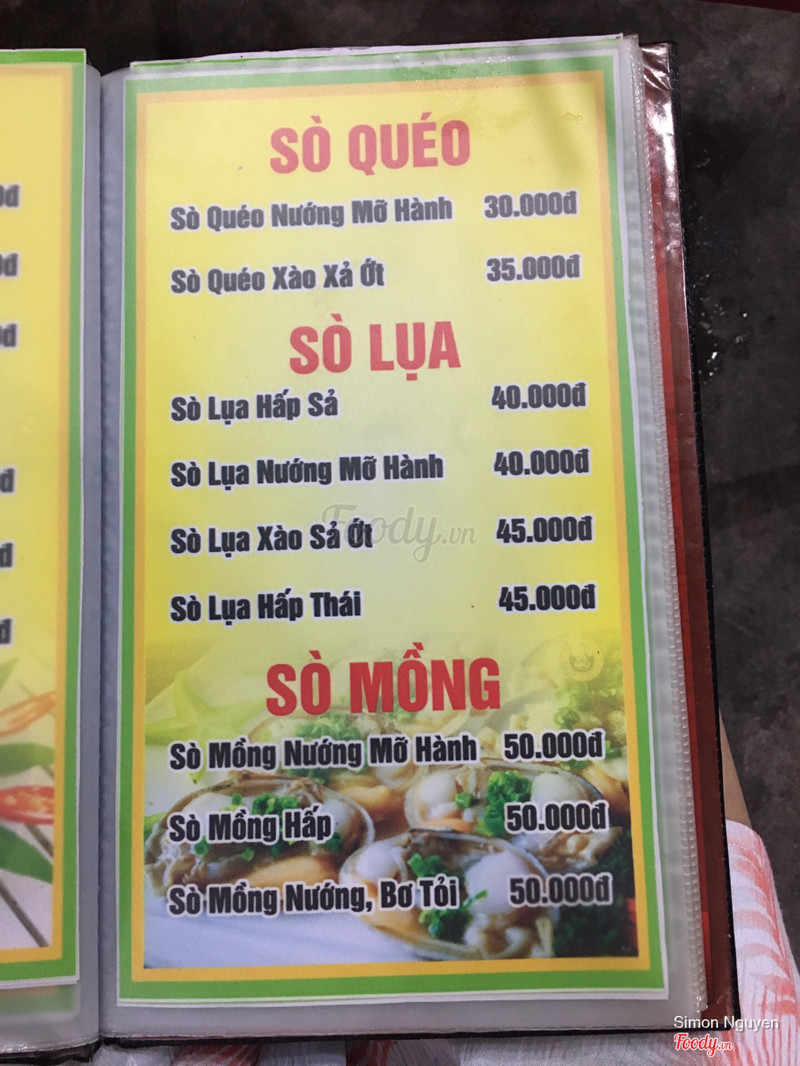 SÒ QUÉO
Sò Quéo Nướng Mỡ Hành 30.000đ
Sò Quéo Xào Xả Ớt 35.000đ
SÒ LỤA
Sò Lụa Hấp Sả 40.000đ
Sò Lụa Nướng Mỡ Hành 40.000đ
Foody.vn
Sò Lụa Xào Sả Ớt 45.000đ
Sò Lụa Hấp Thái 45.000đ
SÒ MỒNG
Sò Mồng Nướng Mỡ Hành 50.000đ
Sò Mồng Hấp 50.000đ
Sò Mồng Nướng, Bơ Tỏi 50.000đ
Simon Nguyen
Foody.vn